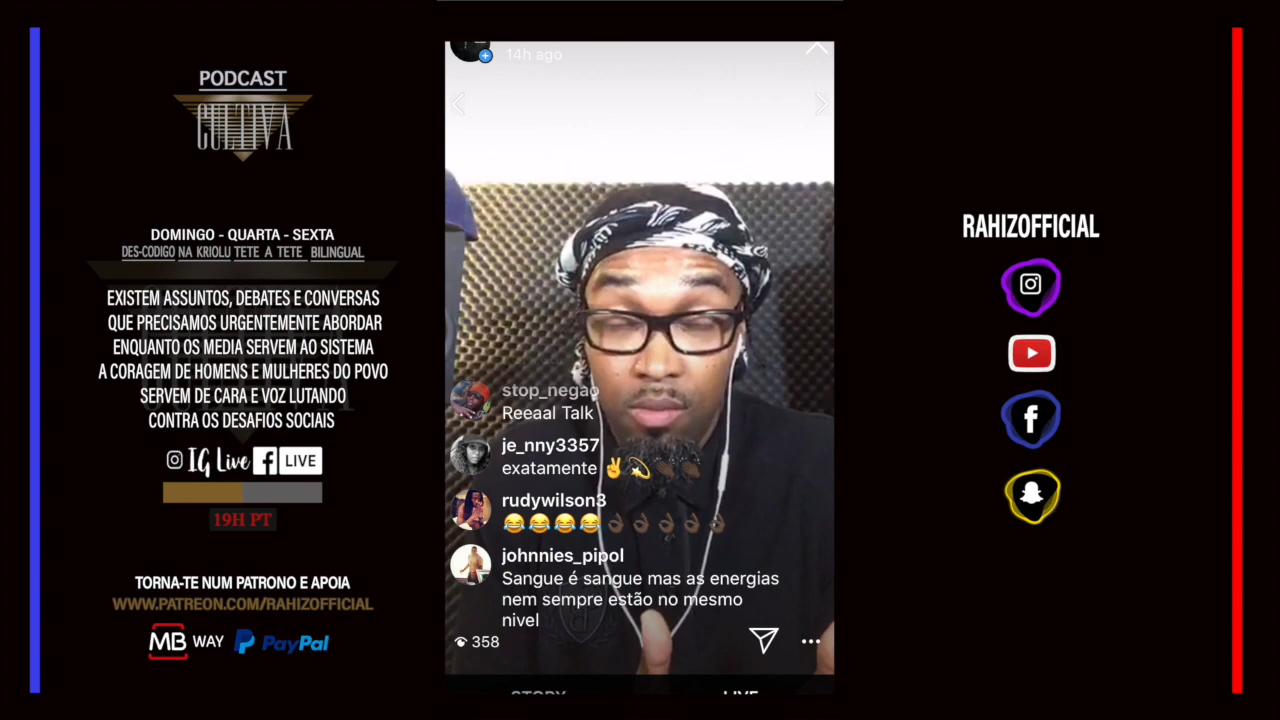 PODCAST
CULTIVA
DOMINGO - QUARTA - SEXTA
DES-CODIGO NA KRIOLU TETE A TETE BILINGUAL
EXISTEM ASSUNTOS, DEBATES E CONVERSAS
QUE PRECISAMOS URGENTEMENTE ABORDAR
ENQUANTO OS MEDIA SERVEM AO SISTEMA
A CORAGEM DE HOMENS E MULHERES DO POVO
SERVEM DE CARA E VOZ LUTANDO
CONTRA OS DESAFIOS SOCIAIS
IG Live f LIVE
19H PT
TORNA-TE NUM PATRONO E APOIA
WWW.PATREON.COM/RAHIZOFFICIAL
MB WAY PayPal
14h ago
stop_negao
Reeaal Talk
je_nny3357
exatamente ✌🏾💫👏🏿👏🏿
rudywilson3
😂😂😂😂👌🏿👌🏿👌🏿👌🏿👌🏿
johnnies_pipol
Sangue é sangue mas as energias
nem sempre estão no mesmo
nivel
358
STORY LIVE
RAHIZOFFICIAL